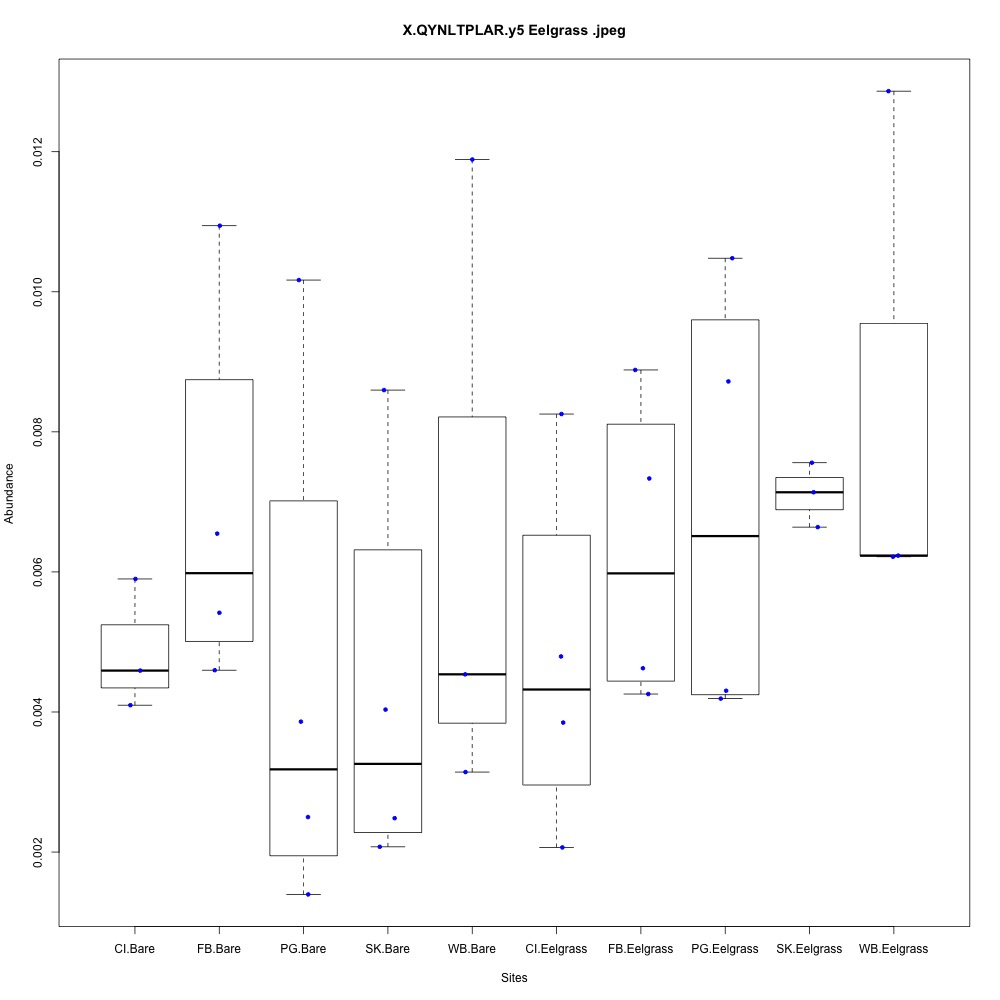 X.QYNLTPLAR.y5 Eelgrass .jpeg
0.012
0.010
0.008
0.006
0.004
0.002
Abundance
CI.Bare FB.Bare PG.Bare SK.Bare WB.Bare CI.Eelgrass FB.Eelgrass PG.Eelgrass SK.Eelgrass WB.Eelgrass
Sites